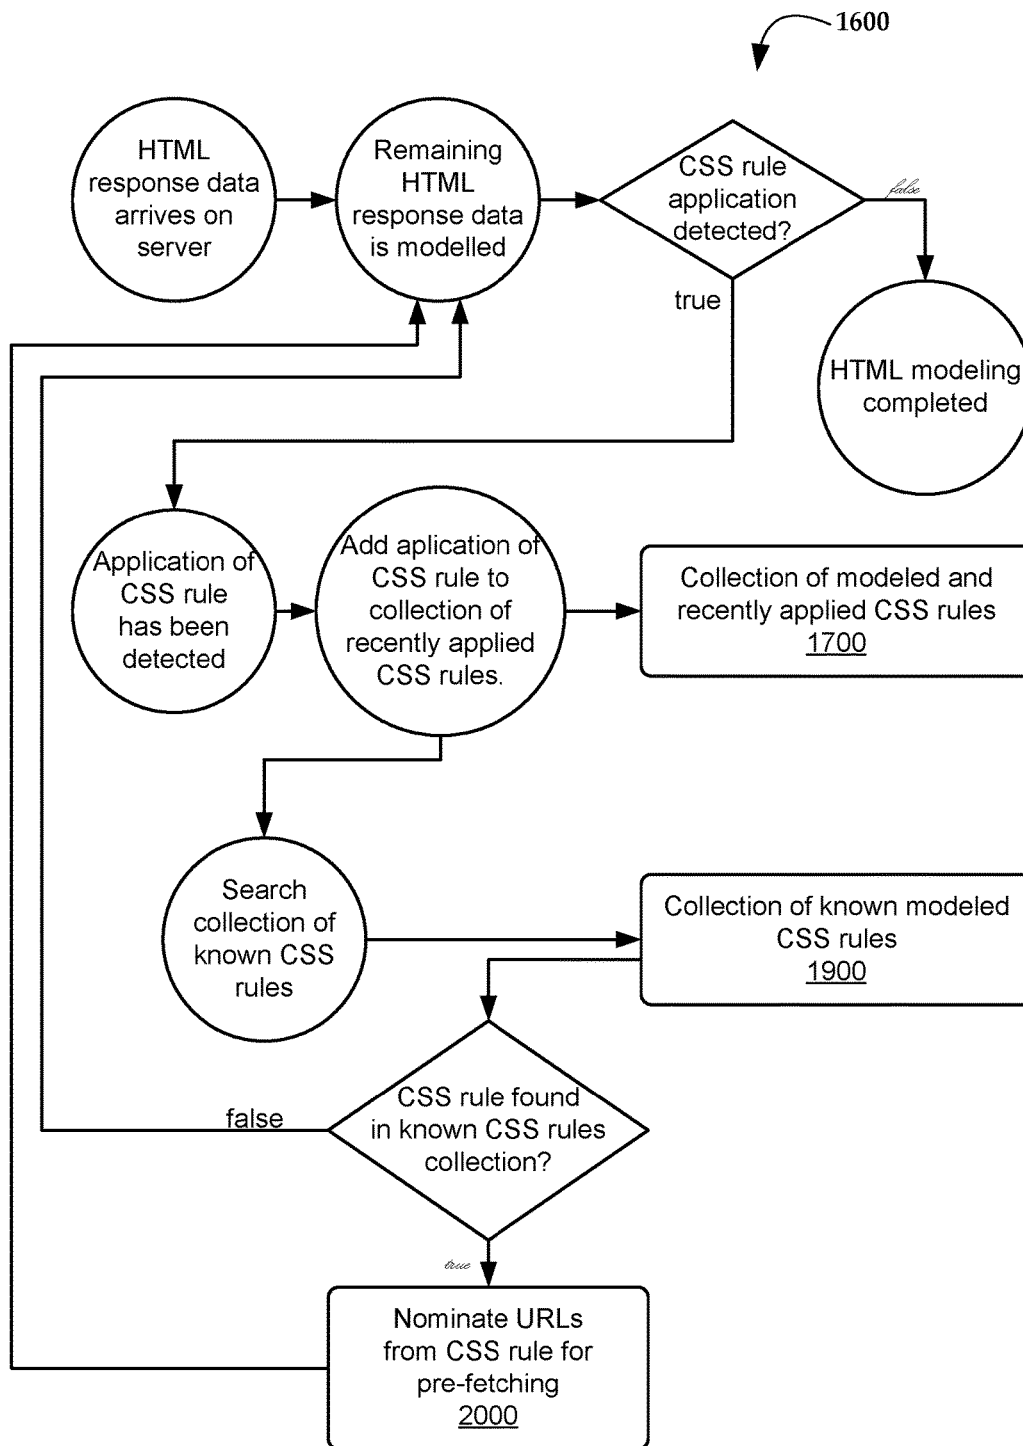 1600
HTML
response data
arrives on
server
Remaining
HTML
response data
is modelled
CSS rule
application
detected?
false
true
HTML modeling
completed
Application of
CSS rule
has been
detected
Add aplication of
CSS rule to
collection of
recently applied
CSS rules.
Collection of modeled and
recently applied CSS rules
1700
Search
collection of
known CSS
rules
Collection of known modeled
CSS rules
1900
CSS rule found
in known CSS rules
collection?
false
true
Nominate URLs
from CSS rule for
pre-fetching
2000